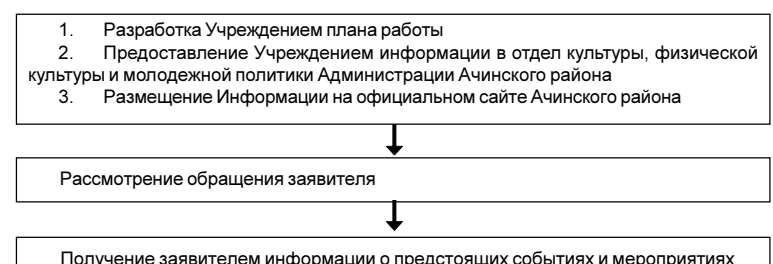 1. Разработка Учреждением плана работы
2. Предоставление Учреждением информации в отдел культуры, физической
культуры и молодежной политики Администрации Ачинского района
3. Размещение Информации на официальном сайте Ачинского района
Рассмотрение обращения заявителя
Получение заявителем информации о предстоящих событиях и мероприятиях